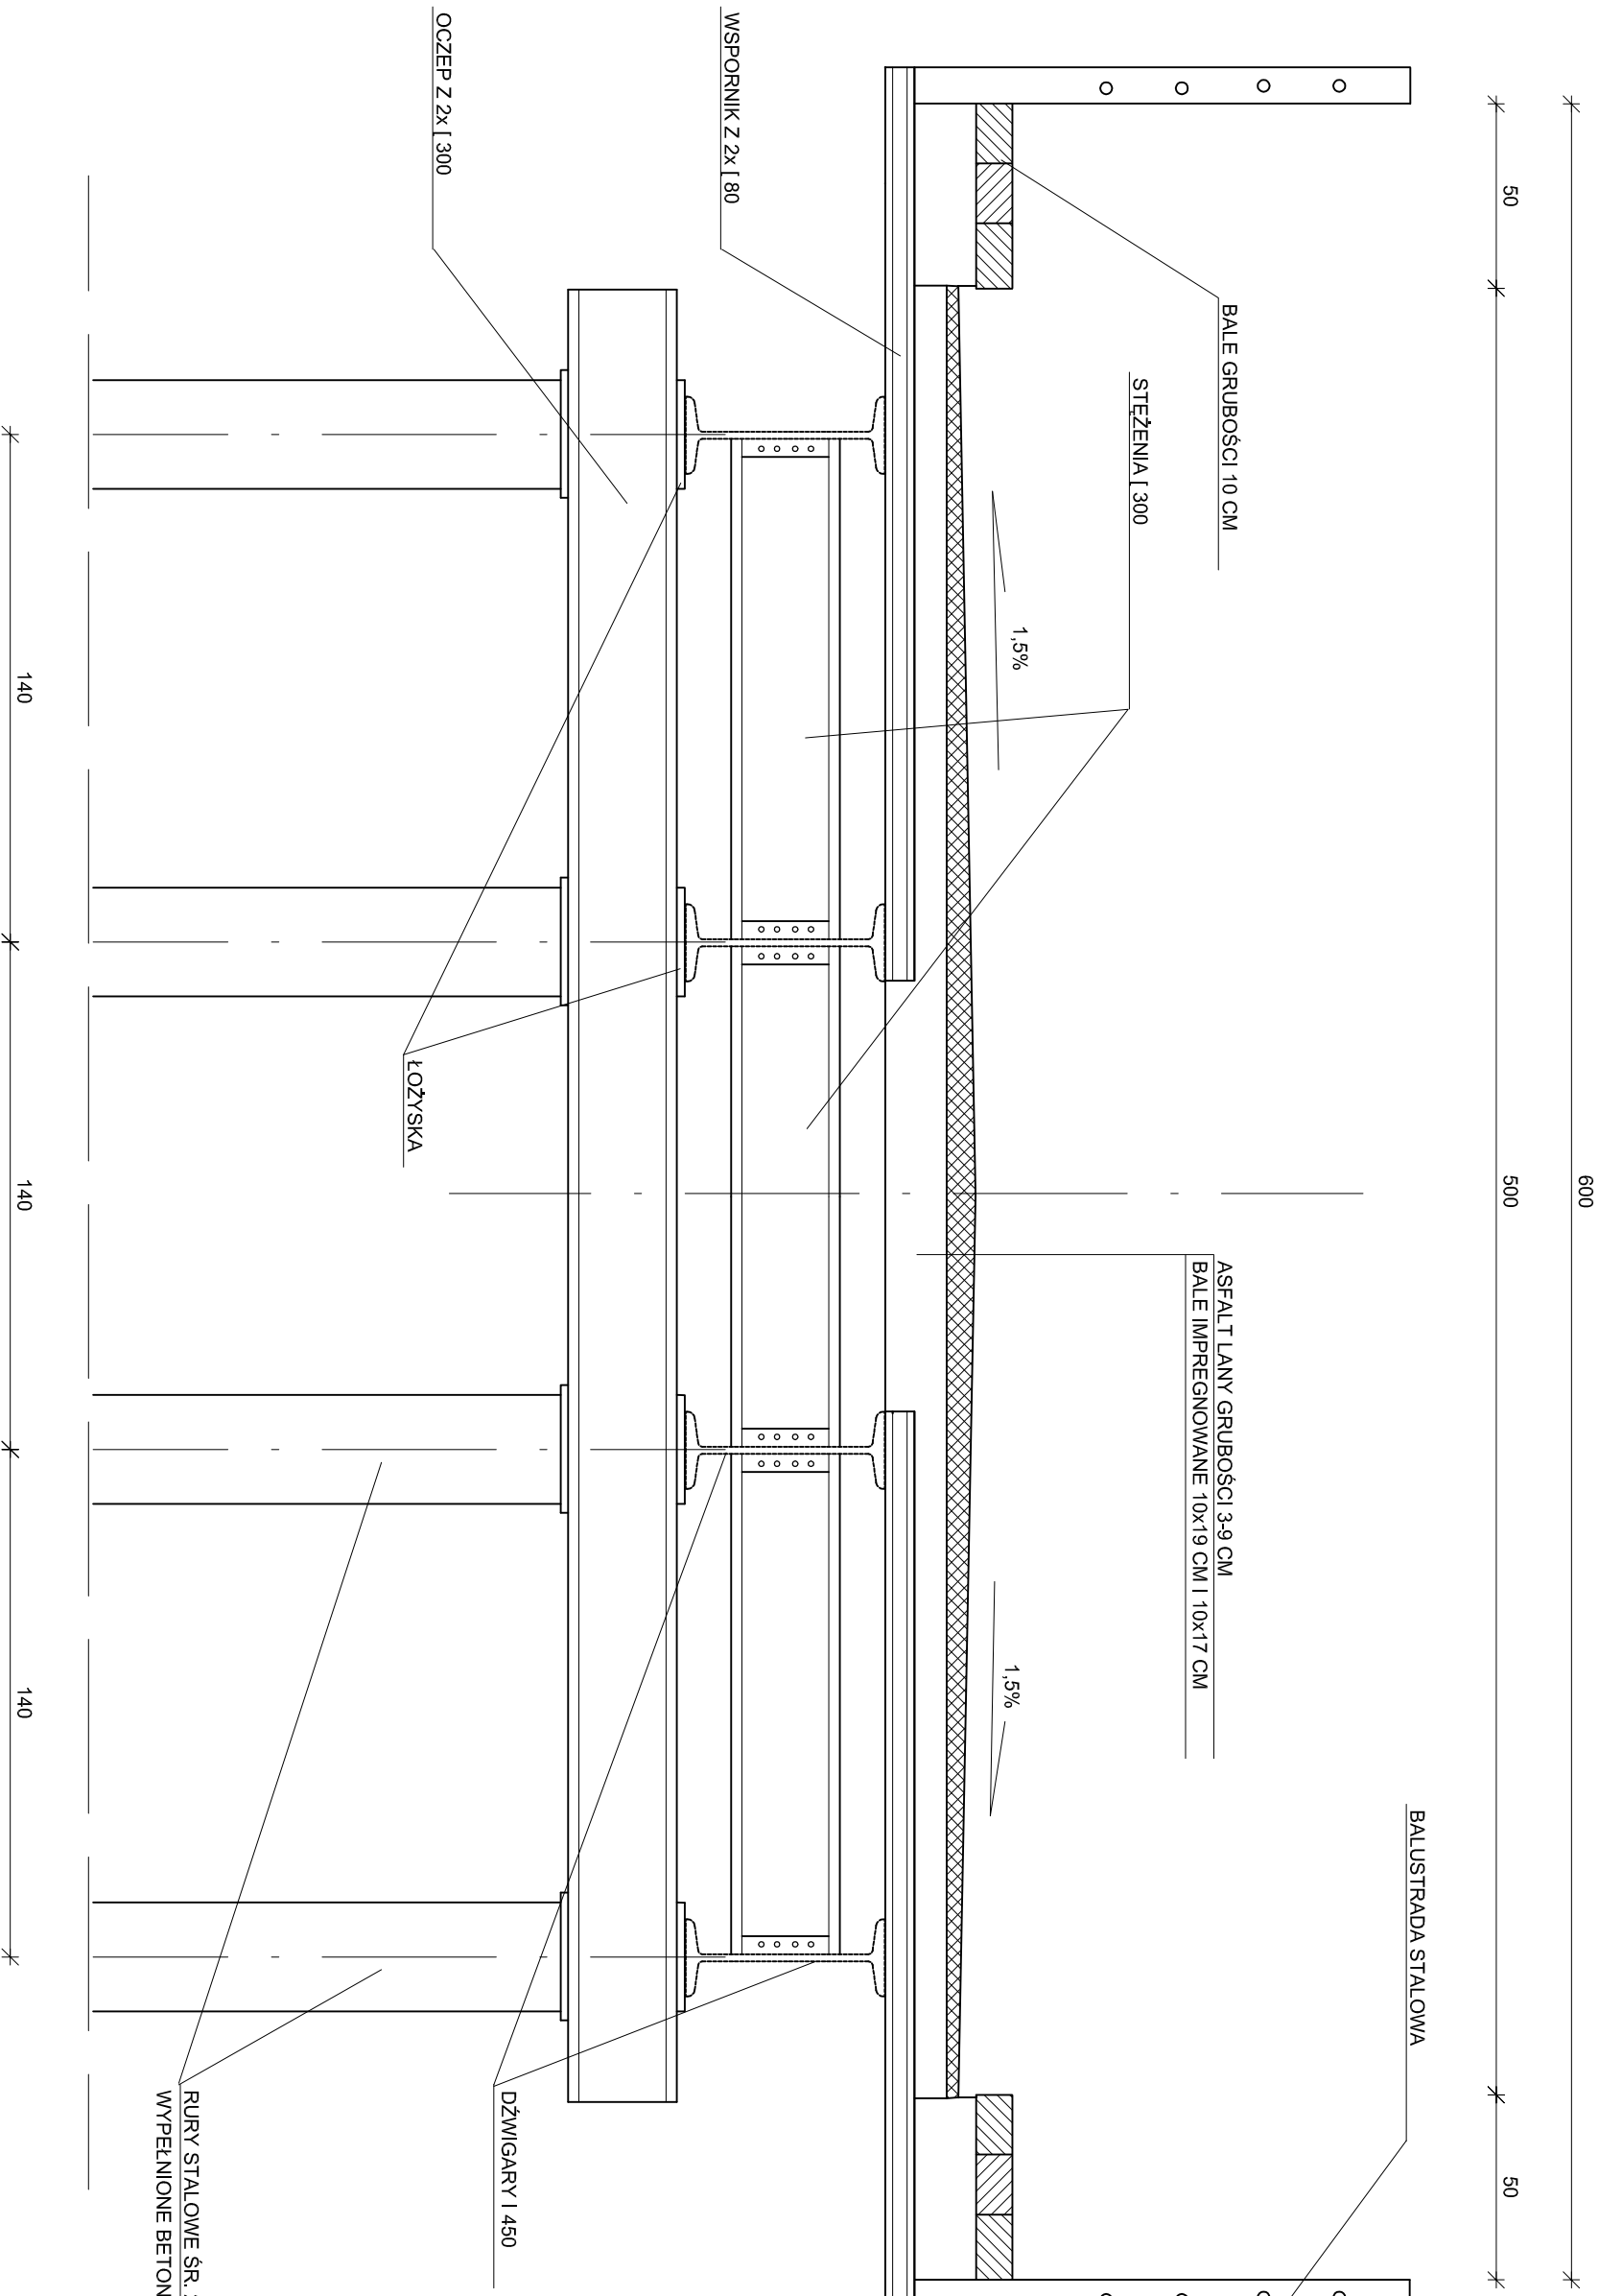 600
50
500
50
BALUSTRADA STALOWA
BALE GRUBOŚCI 10 CM
ASFALT LANY GRUBOŚCI 3-9 CM
BALE IMPREGNOWANE 10x19 CM I 10x17 CM
STĘŻENIA [ 300
1,5%
1,5%
WSPORNIK Z 2x [ 80
DŹWIGARY I 450
OCZEP Z 2x [ 300
ŁOŻYSKA
RURY STALOWE ŚR.
WYPEŁNIONE BETON
140
140
140